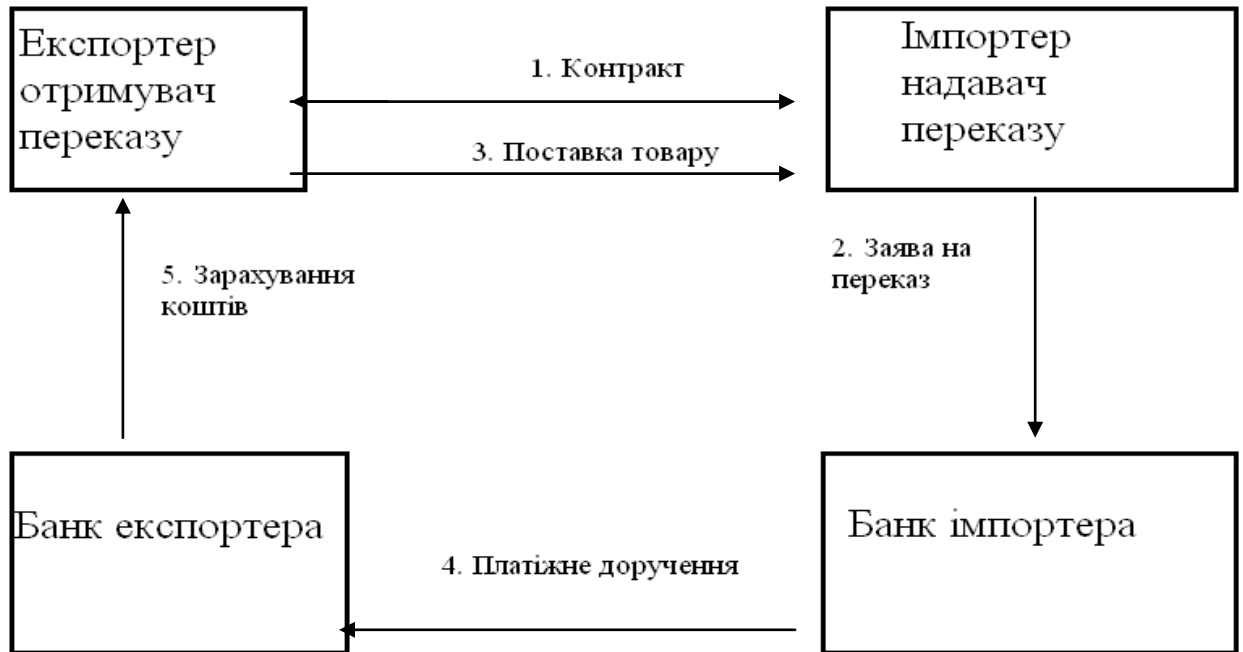 Експортер
отримувач
переказу
1. Контракт
3. Поставка товару
Імпортер
надавач
переказу
5. Зарахування
коштів
2. Заява на
переказ
Банк експортера
4. Платіжне доручення
Банк імпортера